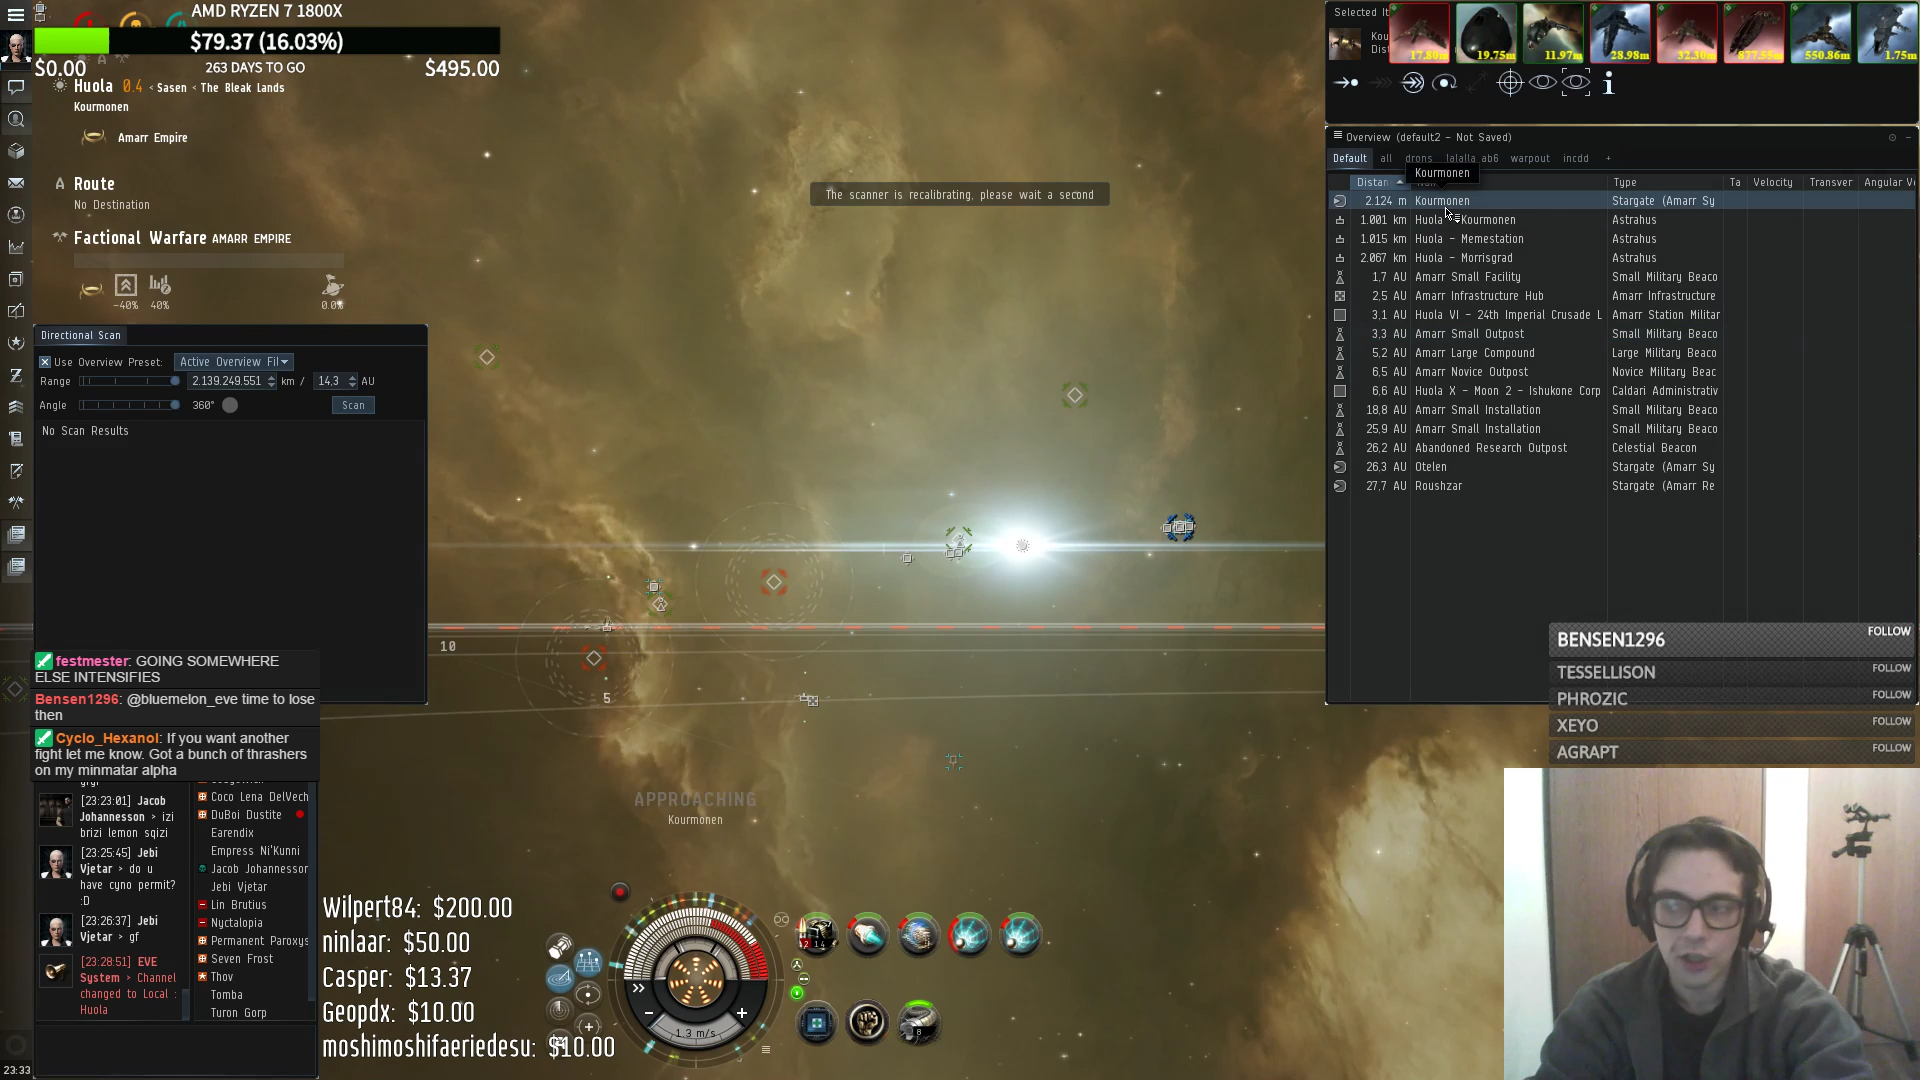 AMD RYZEN 7 1800X
$79.37 (16.03%)
$0.00
263 DAYS TO GO
$495.00
Huola 0.4 < Sasen < The Bleak Lands
Kourmonen
Amarr Empire
Route
No Destination
Factional Warfare AMARR EMPIRE
-40%
40%
0.0%
Directional Scan
Use Overview Preset:
Active Overview Fil
Range
2.139.249.551
km /
14,3
AU
Angle
360°
Scan
No Scan Results
The scanner is recalibrating, please wait a second
10
5
APPROACHING
Kourmonen
festmester: GOING SOMEWHERE
ELSE INTENSIFIES
Bensen1296: @bluemelon_eve time to lose
then
Cyclo_Hexanol: If you want another
fight let me know. Got a bunch of thrashers
on my minmatar alpha
[23:23:01] Jacob
Johannesson > izi
brizi lemon sqizi
[23:25:45] Jebi
Vjetar > do u
have cyno permit?
:D
[23:26:37] Jebi
Vjetar > gf
[23:28:51] EVE
System > Channel
changed to Local :
Huola
Coco Lena DelVech
DuBoi Dustite
Earendix
Empress Ni'Kunni
Jacob Johannesson
Jebi Vjetar
Lin Brutius
Nyctalopia
Permanent Paroxys
Seven Frost
Thov
Tomba
Turon Gorp
23:33
Wilpert84: $200.00
ninlaar: $50.00
Casper: $13.37
Geopdx: $10.00
moshimoshifaeriedesu: $10.00
1.3 m/s
2 14
8
Selected It
Kou
Dist
17.80m
19.75m
11.97m
28.98m
32.30m
877.55m
550.86m
1.75m
Overview (default2 - Not Saved)
Default all drons lalalla ab6 warpout incdd +
Kourmonen
Distan Type Ta Velocity Transver Angular Ve
2.124 m Kourmonen Stargate (Amarr Sy
1.001 km Huola - Kourmonen Astrahus
1.015 km Huola - Memestation Astrahus
2.067 km Huola - Morrisgrad Astrahus
1,7 AU Amarr Small Facility Small Military Beaco
2,5 AU Amarr Infrastructure Hub Amarr Infrastructure
3,1 AU Huola VI - 24th Imperial Crusade L Amarr Station Militar
3,3 AU Amarr Small Outpost Small Military Beaco
5,2 AU Amarr Large Compound Large Military Beaco
6,5 AU Amarr Novice Outpost Novice Military Beac
6,6 AU Huola X - Moon 2 - Ishukone Corp Caldari Administrativ
18,8 AU Amarr Small Installation Small Military Beaco
25,9 AU Amarr Small Installation Small Military Beaco
26,2 AU Abandoned Research Outpost Celestial Beacon
26,3 AU Otelen Stargate (Amarr Sy
27,7 AU Roushzar Stargate (Amarr Re
BENSEN1296 FOLLOW
TESSELLISON FOLLOW
PHROZIC FOLLOW
XEYO FOLLOW
AGRAPT FOLLOW